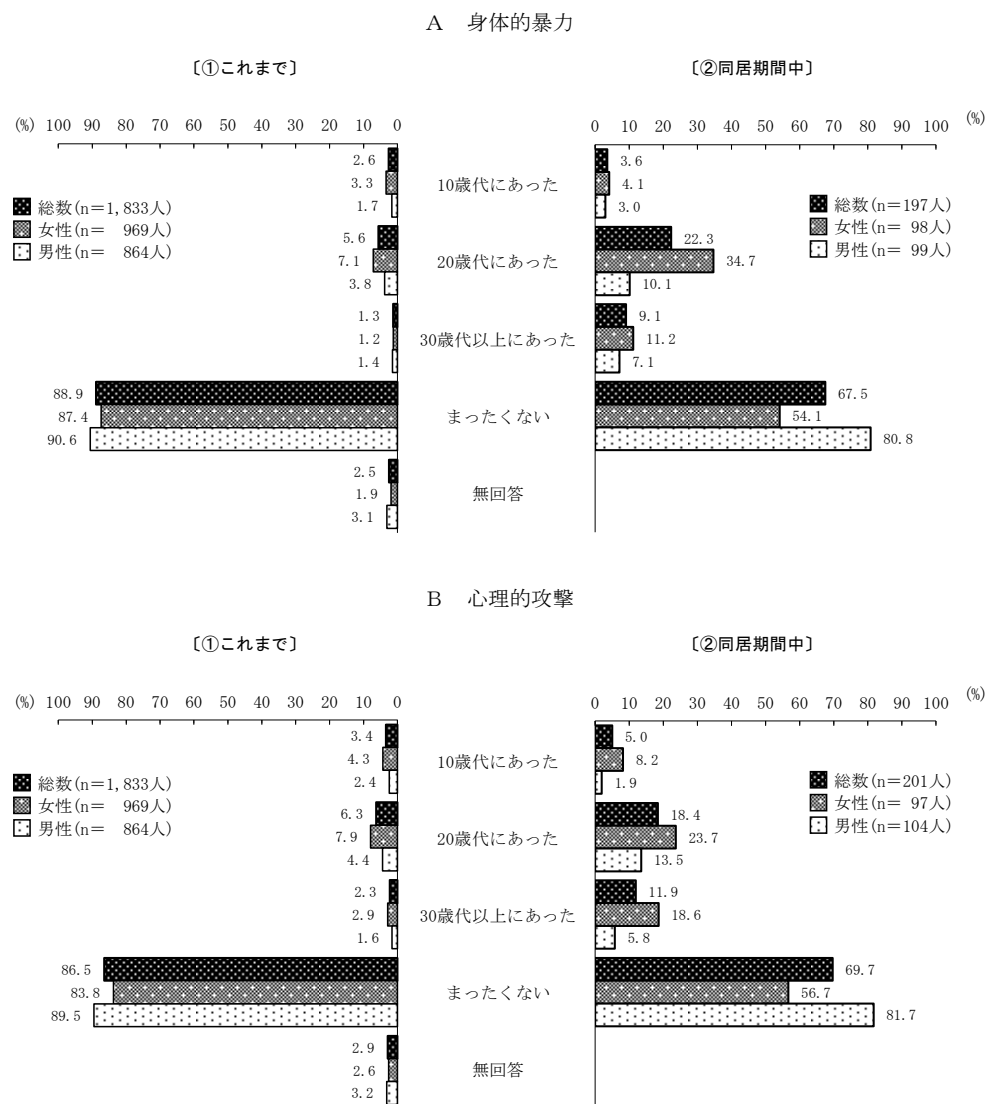 A 身体的暴力
〔①これまで〕
(%) 100 90 80 70 60 50 40 30 20 10 0
総数(n=1,833人)
女性(n= 969人)
男性(n= 864人)
2.6
3.3
1.7
5.6
7.1
3.8
1.3
1.2
1.4
88.9
87.4
90.6
2.5
1.9
3.1
10歳代にあった
20歳代にあった
30歳代以上にあった
まったくない
無回答
〔②同居期間中〕
0 10 20 30 40 50 60 70 80 90 100 (%)
総数(n=197人)
女性(n= 98人)
男性(n= 99人)
3.6
4.1
3.0
22.3
34.7
10.1
9.1
11.2
7.1
67.5
54.1
80.8
B 心理的攻撃
〔①これまで〕
(%) 100 90 80 70 60 50 40 30 20 10 0
総数(n=1,833人)
女性(n= 969人)
男性(n= 864人)
3.4
4.3
2.4
6.3
7.9
4.4
2.3
2.9
1.6
86.5
83.8
89.5
2.9
2.6
3.2
10歳代にあった
20歳代にあった
30歳代以上にあった
まったくない
無回答
〔②同居期間中〕
0 10 20 30 40 50 60 70 80 90 100 (%)
総数(n=201人)
女性(n= 97人)
男性(n=104人)
5.0
8.2
1.9
18.4
23.7
13.5
11.9
18.6
5.8
69.7
56.7
81.7